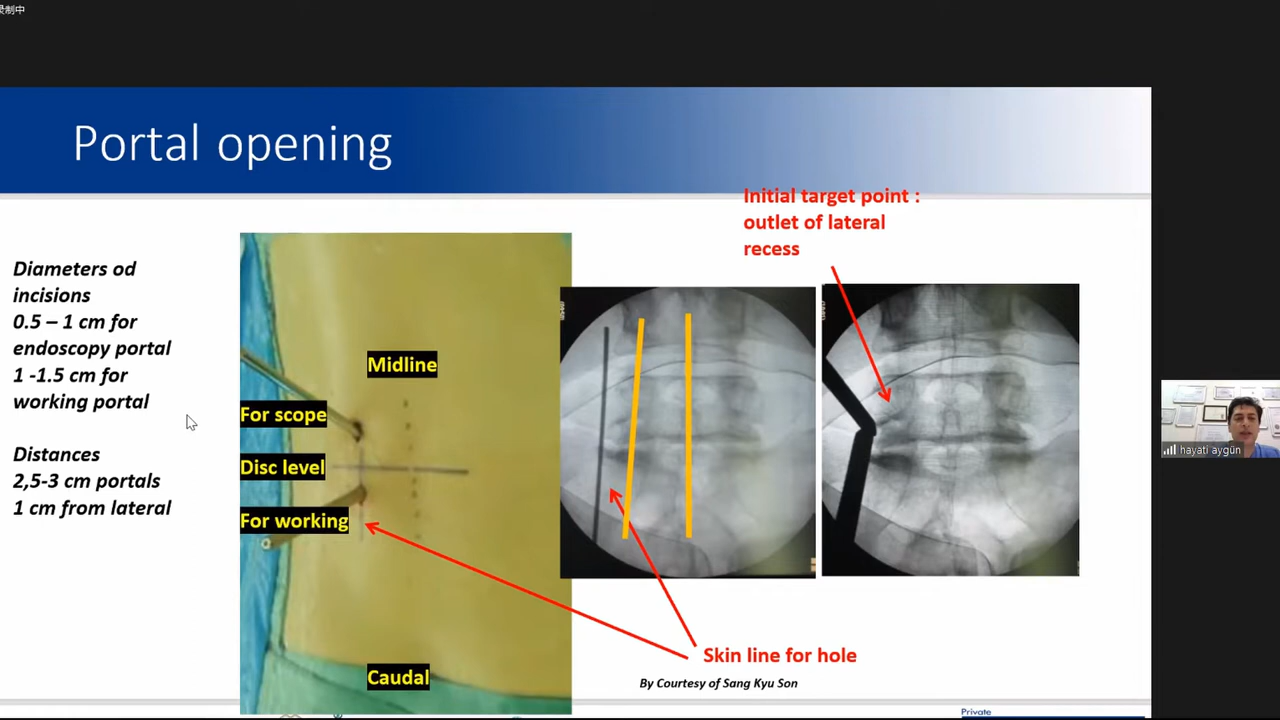 录制中
Portal opening
Initial target point :
outlet of lateral
recess
Diameters od
incisions
0.5 – 1 cm for
endoscopy portal
1 -1.5 cm for
working portal
Distances
2,5-3 cm portals
1 cm from lateral
Midline
For scope
Disc level
For working
Caudal
Skin line for hole
By Courtesy of Sang Kyu Son
hayati aygün
Private